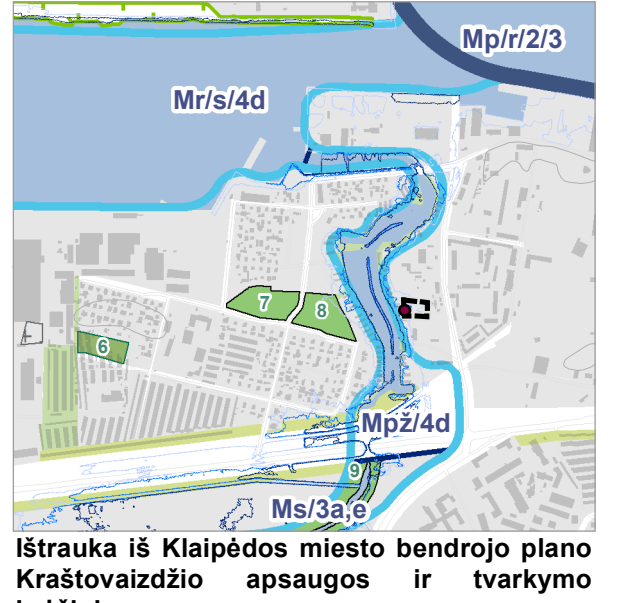 Mp/r/2/3
Mr/s/4d
7
8
6
Mpž/4d
9
Ms/3a,e
Ištrauka iš Klaipėdos miesto bendrojo plano
Kraštovaizdžio apsaugos ir tvarkymo